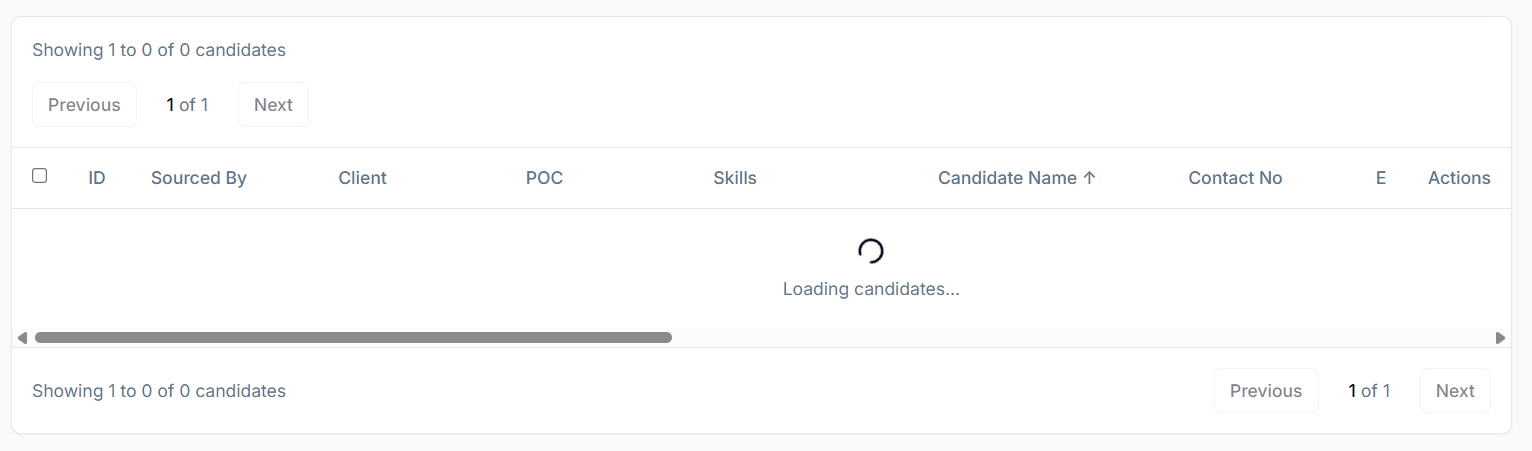 Showing 1 to 0 of 0 candidates
Previous 1 of 1 Next
ID Sourced By Client POC Skills Candidate Name ↑ Contact No E Actions
Loading candidates...
Showing 1 to 0 of 0 candidates Previous 1 of 1 Next